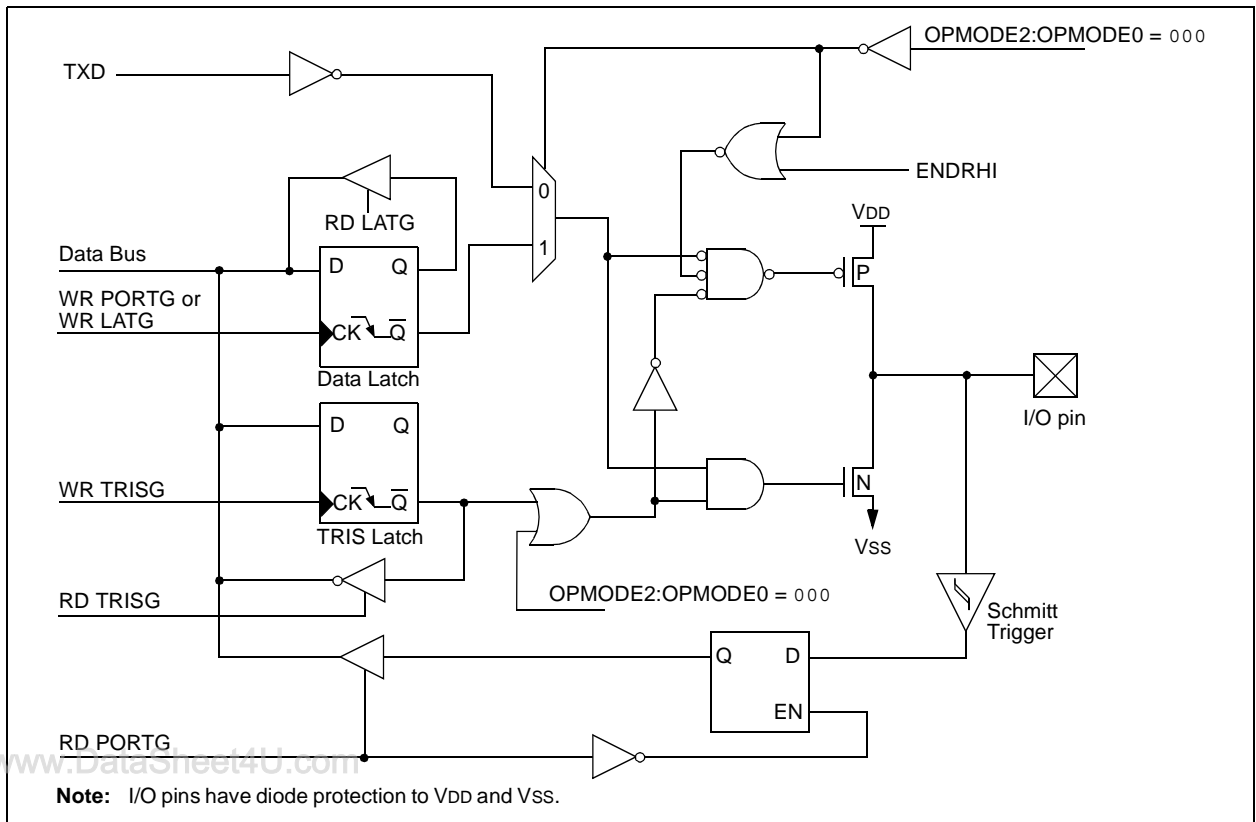 OPMODE2:OPMODE0 = 000
TXD
ENDRHI
0
VDD
RD LATG
1
Data Bus
D Q
P
WR PORTG or
WR LATG
CK Q
Data Latch
D Q
I/O pin
WR TRISG
CK Q
N
TRIS Latch
VSS
OPMODE2:OPMODE0 = 000
RD TRISG
Schmitt
Trigger
Q D
EN
RD PORTG
www.DataSheet4U.com
Note: I/O pins have diode protection to VDD and VSS.